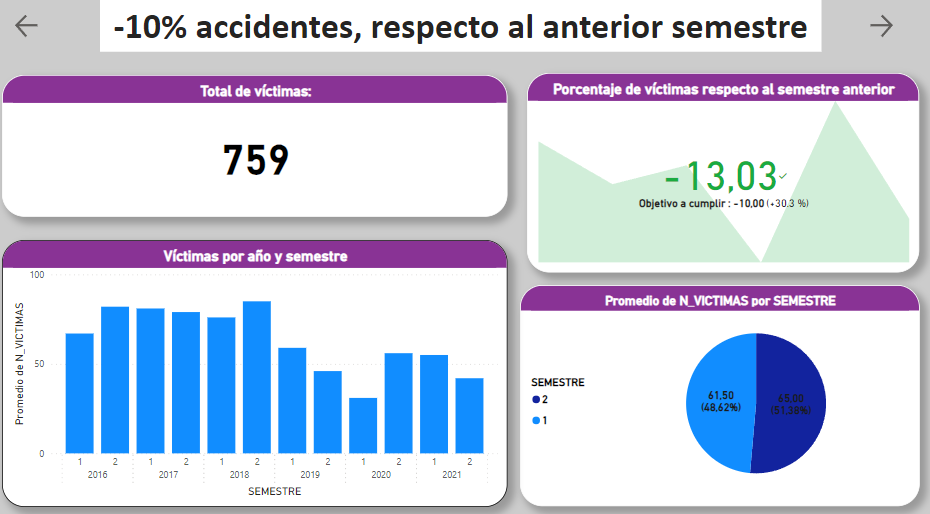 -10% accidentes, respecto al anterior semestre
Total de víctimas:
759
Porcentaje de víctimas respecto al semestre anterior
-13,03
Objetivo a cumplir : -10,00 (+30.3 %)
Víctimas por año y semestre
Promedio de N_VICTIMAS
100
50
0
1 2 1 2 1 2 1 2 1 2 1 2
2016 2017 2018 2019 2020 2021
SEMESTRE
Promedio de N_VICTIMAS por SEMESTRE
SEMESTRE
2
1
61,50
(48,62%)
65,00
(51,38%)